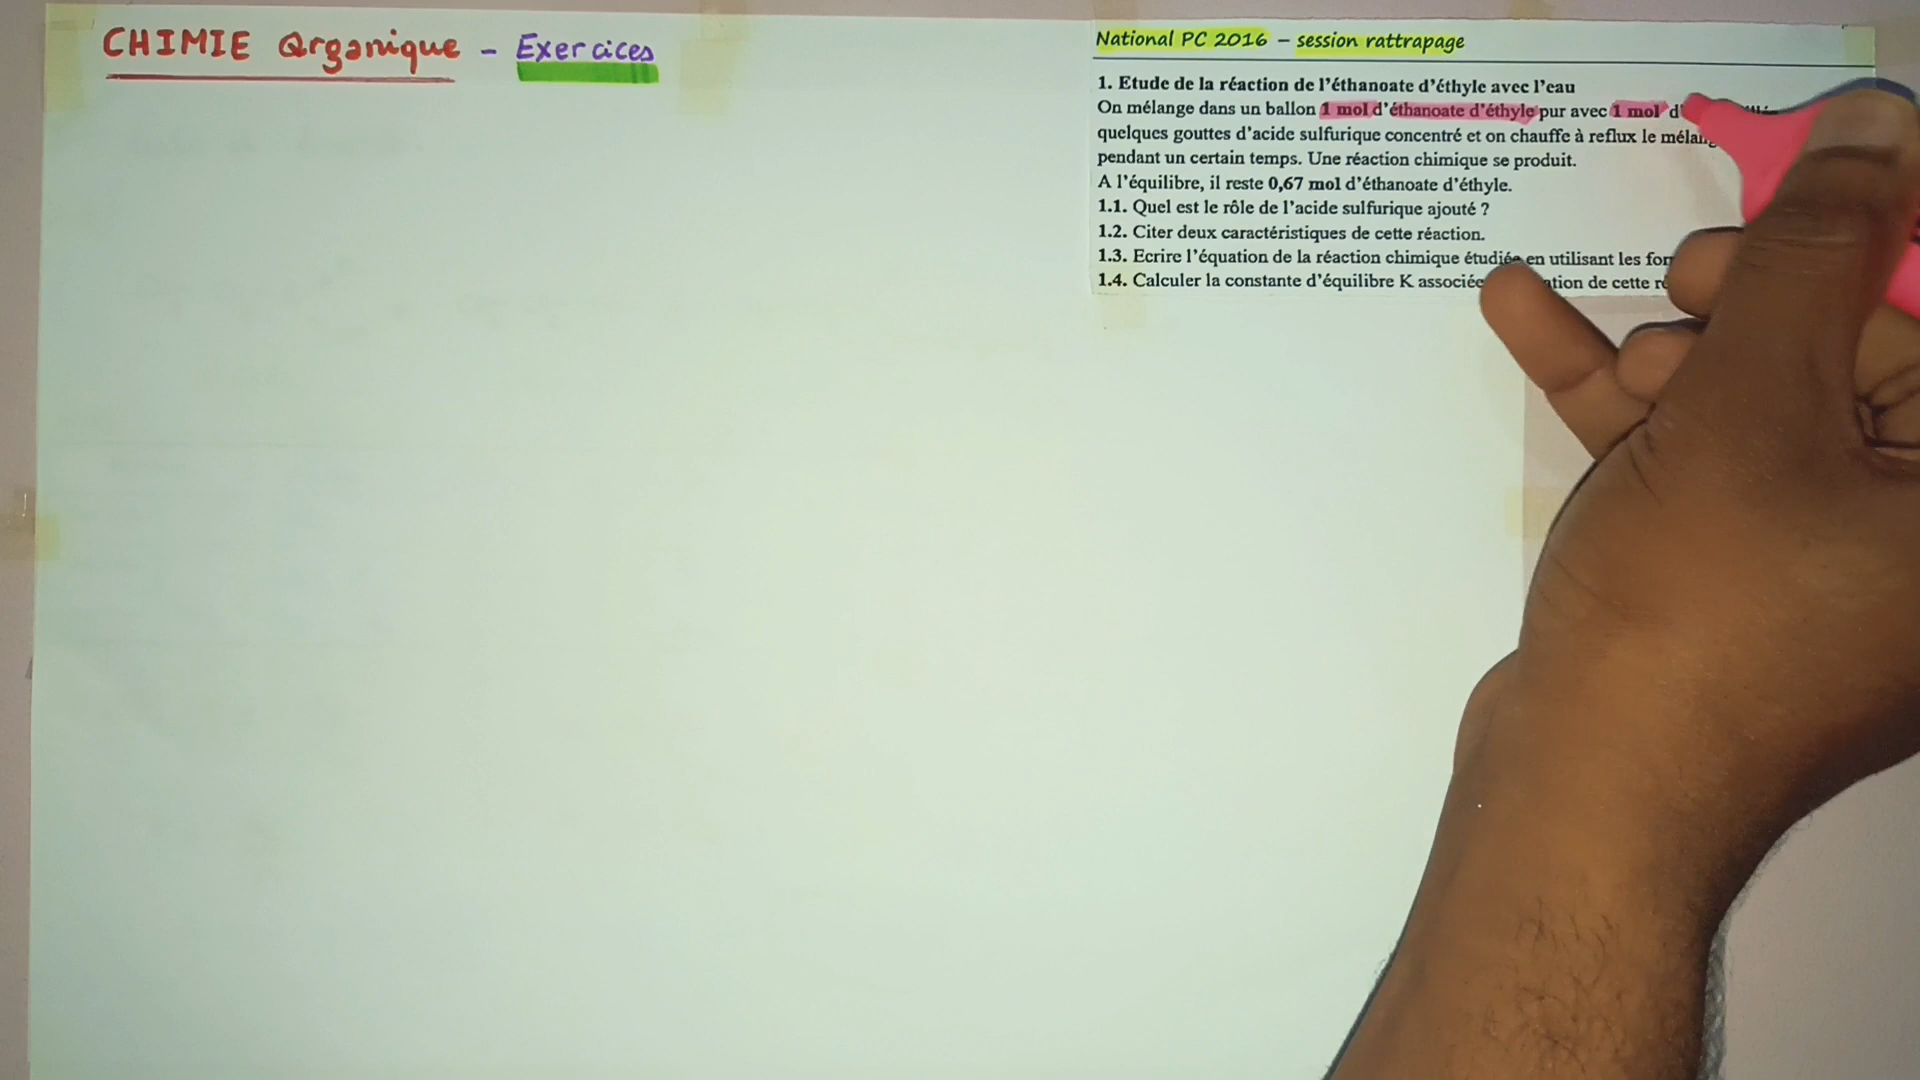 CHIMIE Organique - Exercices
National PC 2016 – session rattrapage
1. Etude de la réaction de l'éthanoate d'éthyle avec l'eau
On mélange dans un ballon 1 mol d'éthanoate d'éthyle pur avec 1 mol
quelques gouttes d'acide sulfurique concentré et on chauffe à reflux le
pendant un certain temps. Une réaction chimique se produit.
A l'équilibre, il reste 0,67 mol d'éthanoate d'éthyle.
1.1. Quel est le rôle de l'acide sulfurique ajouté ?
1.2. Citer deux caractéristiques de cette réaction.
1.3. Ecrire l'équation de la réaction chimique étudiée en utilisant les
1.4. Calculer la constante d'équilibre K associée de cette